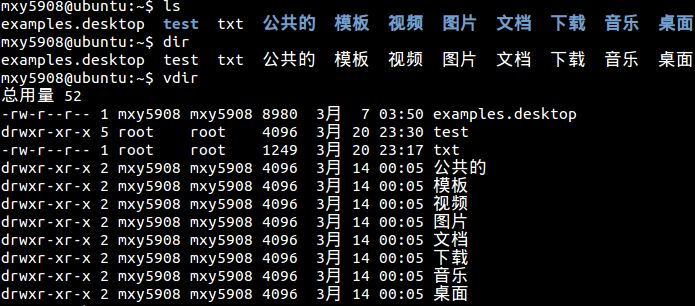 mxy5908@ubuntu:~$ ls
examples.desktop  test  txt  公共的  模板  视频  图片  文档  下载  音乐  桌面
mxy5908@ubuntu:~$ dir
examples.desktop  test  txt  公共的  模板  视频  图片  文档  下载  音乐  桌面
mxy5908@ubuntu:~$ vdir
总用量 52
-rw-r--r-- 1 mxy5908 mxy5908 8980  3月  7 03:50 examples.desktop
drwxr-xr-x 5 root    root    4096  3月 20 23:30 test
-rw-r--r-- 1 root    root    1249  3月 20 23:17 txt
drwxr-xr-x 2 mxy5908 mxy5908 4096  3月 14 00:05 公共的
drwxr-xr-x 2 mxy5908 mxy5908 4096  3月 14 00:05 模板
drwxr-xr-x 2 mxy5908 mxy5908 4096  3月 14 00:05 视频
drwxr-xr-x 2 mxy5908 mxy5908 4096  3月 14 00:05 图片
drwxr-xr-x 2 mxy5908 mxy5908 4096  3月 14 00:05 文档
drwxr-xr-x 2 mxy5908 mxy5908 4096  3月 14 00:05 下载
drwxr-xr-x 2 mxy5908 mxy5908 4096  3月 14 00:05 音乐
drwxr-xr-x 2 mxy5908 mxy5908 4096  3月 14 00:05 桌面